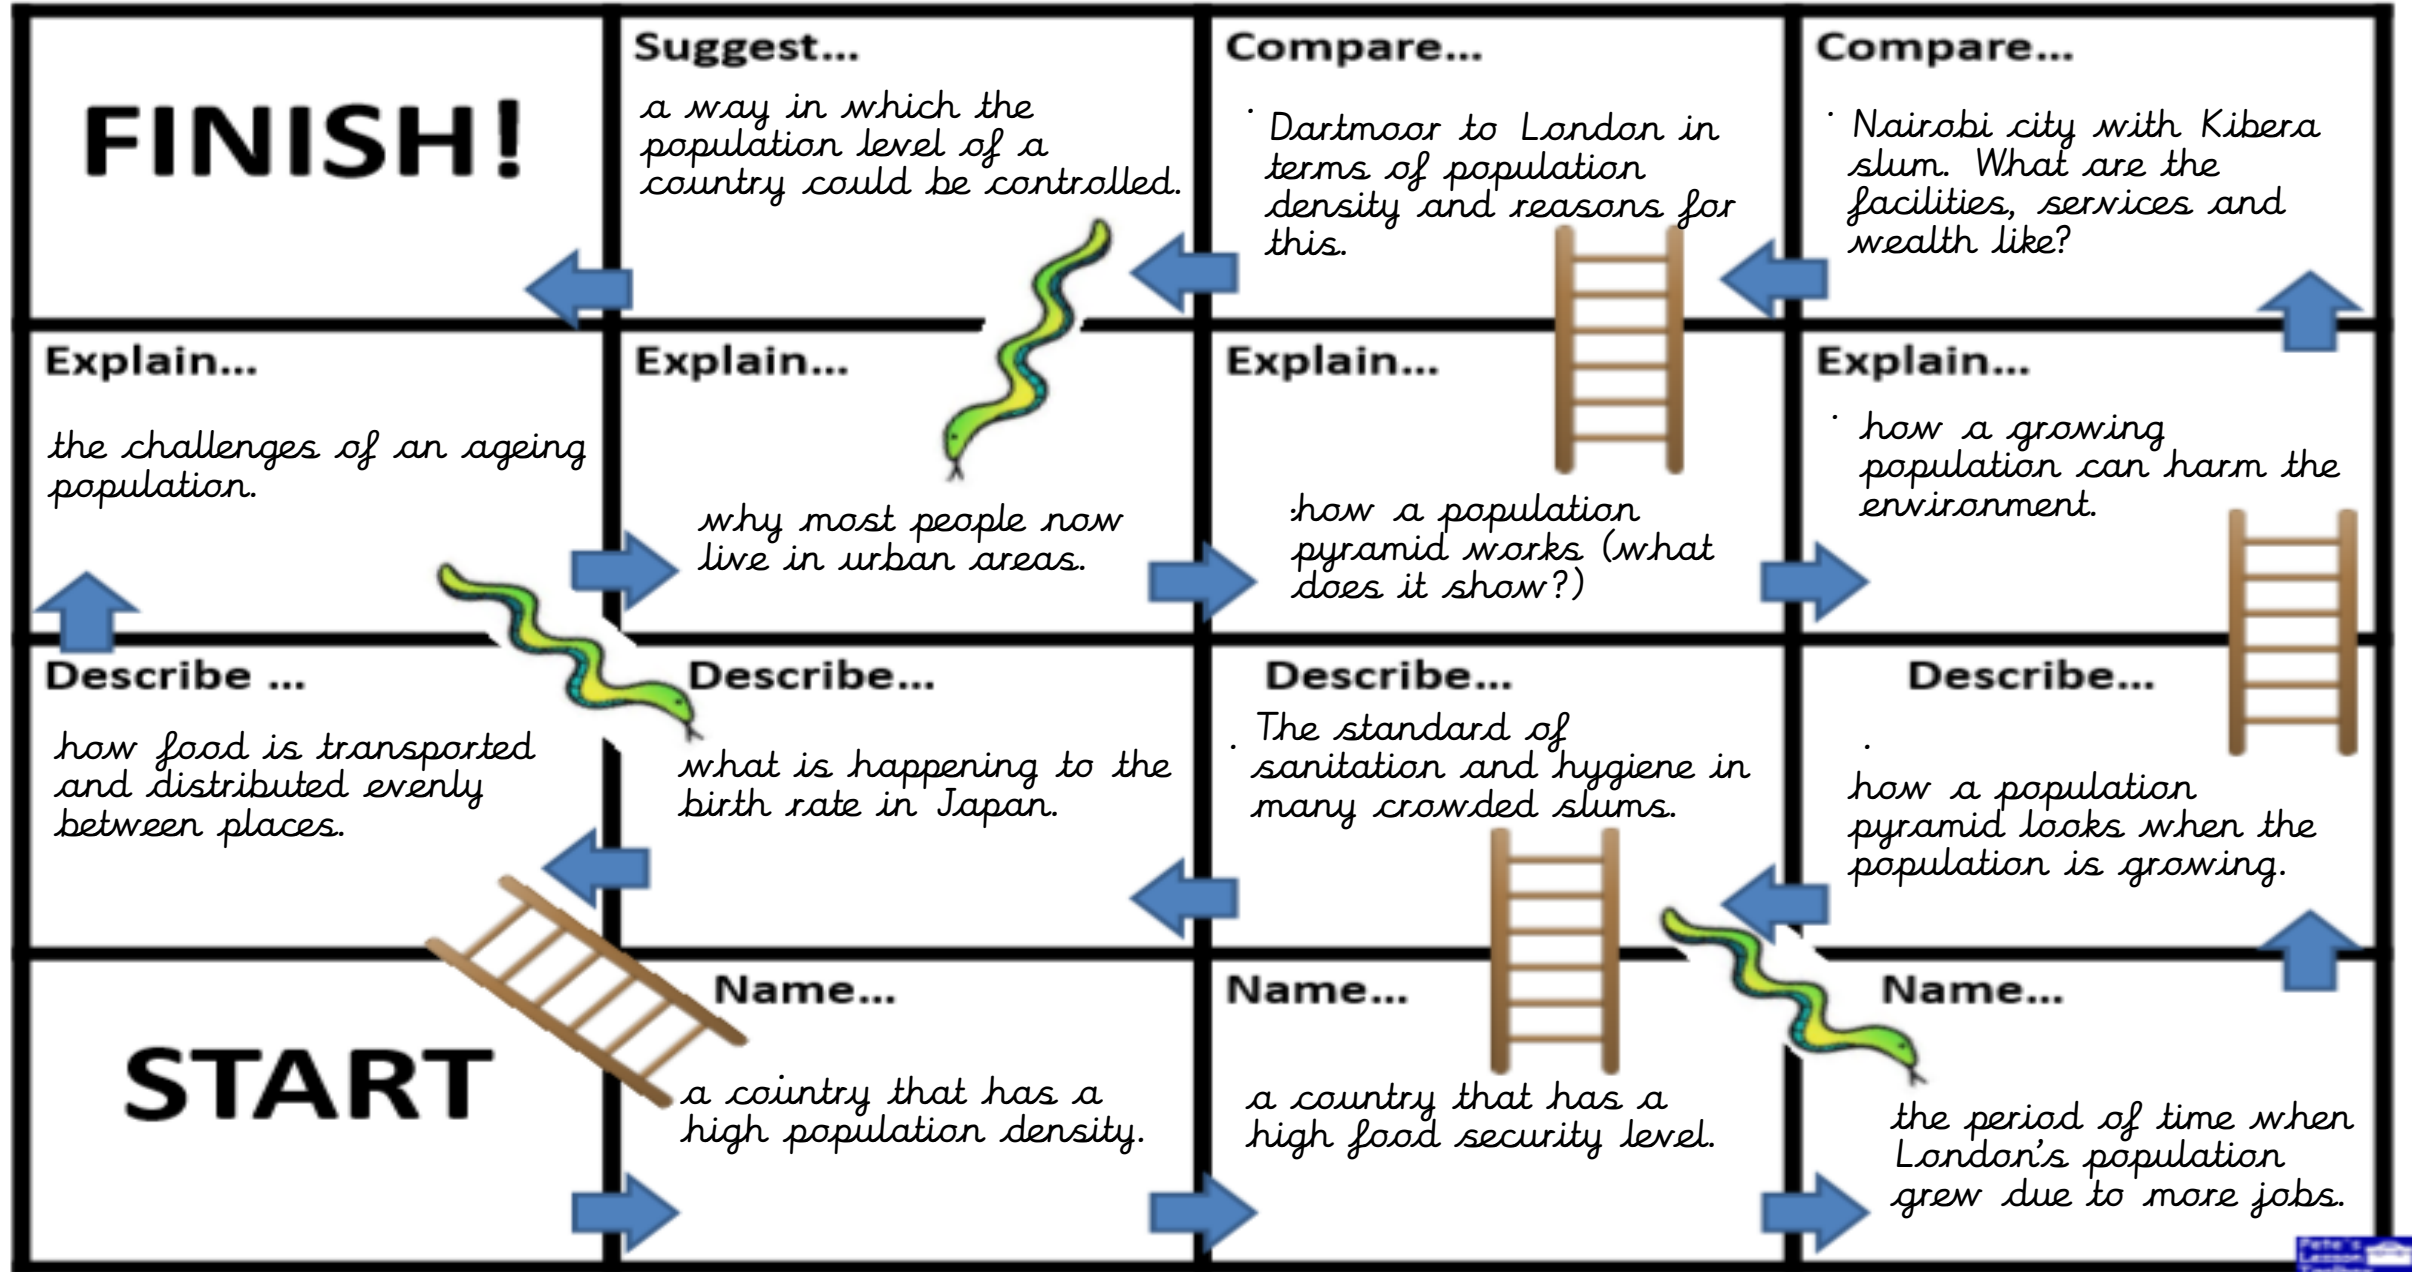 FINISH!
Suggest...
a way in which the
population level of a
country could be controlled.
Compare...
Dartmoor to London in
terms of population
density and reasons for
this.
Compare...
Nairobi city with Kibera
slum. What are the
facilities, services and
wealth like?
Explain...
the challenges of an ageing
population.
Explain...
why most people now
live in urban areas.
Explain...
how a population
pyramid works (what
does it show?)
Explain...
how a growing
population can harm the
environment.
Describe ...
how food is transported
and distributed evenly
between places.
Describe...
what is happening to the
birth rate in Japan.
Describe...
The standard of
sanitation and hygiene in
many crowded slums.
Describe...
how a population
pyramid looks when the
population is growing.
START
Name...
a country that has a
high population density.
Name...
a country that has a
high food security level.
Name...
the period of time when
London's population
grew due to more jobs.
Pete's
Lesson